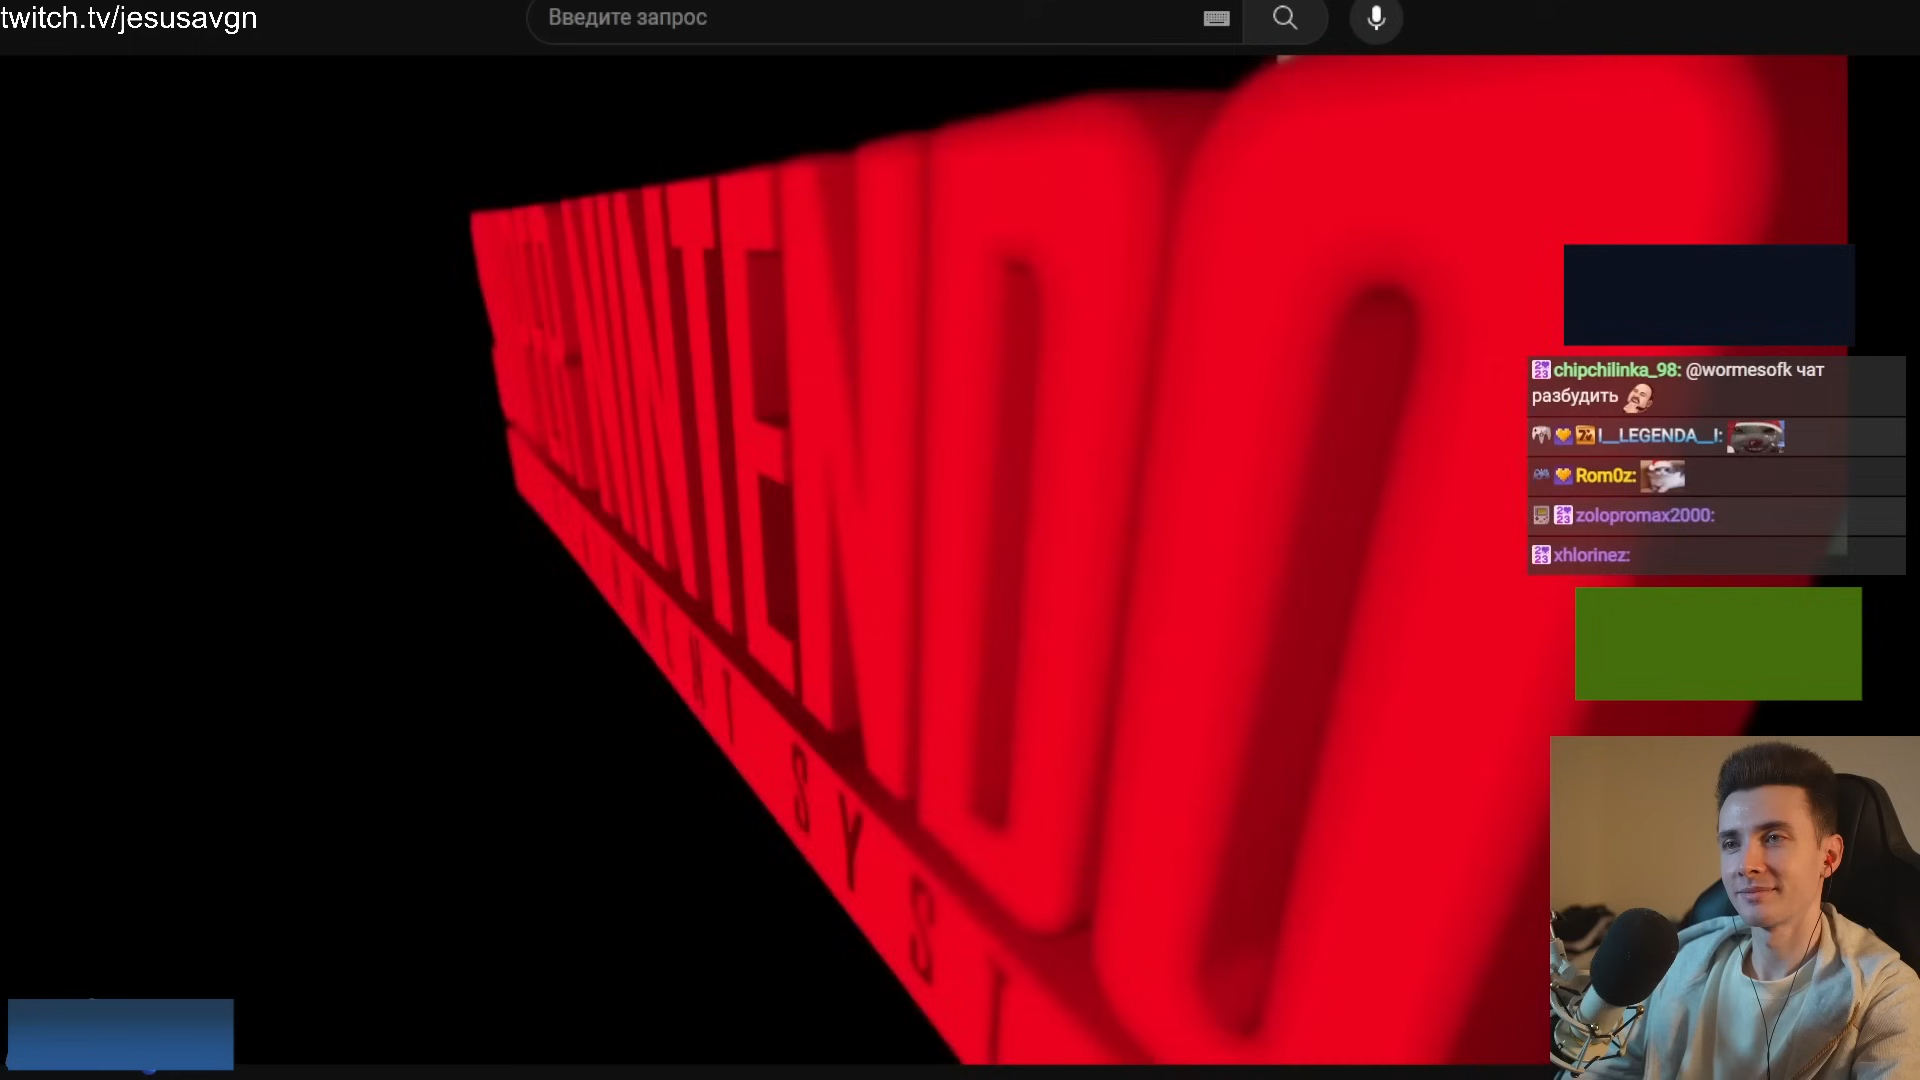 twitch.tv/jesusavgn
Введите запрос
NINTENDO
chipchilinka_98: @wormesofk чат
разбудить
I__LEGENDA__I:
Rom0z:
zolopromax2000:
xhlorinez: